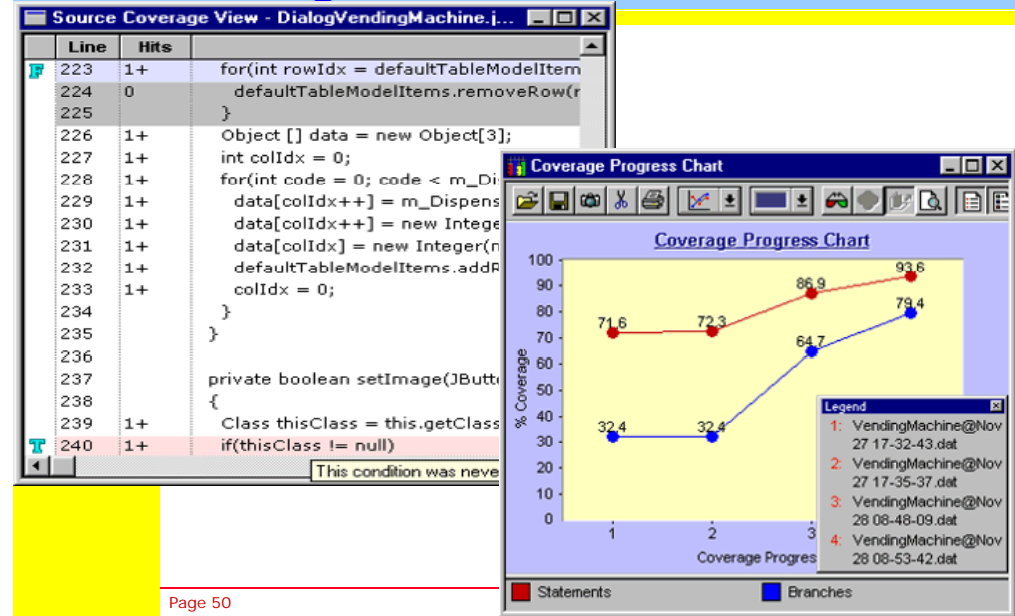 Source Coverage View - DialogVendingMachine.j...
Line Hits
F 223 1+ for(int rowIdx = defaultTableModelItem
224 0 defaultTableModelItems.removeRow(r
225 }
226 1+ Object [] data = new Object[3];
227 1+ int colIdx = 0;
228 1+ for(int code = 0; code < m_Di
229 1+ data[colIdx++] = m_Dispens
230 1+ data[colIdx++] = new Intege
231 1+ data[colIdx] = new Integer(
232 1+ defaultTableModelItems.add
233 1+ colIdx = 0;
234 }
235 }
236
237 private boolean setImage(JButt
238 {
239 1+ Class thisClass = this.getClass
T 240 1+ if(thisClass != null)
This condition was neve
Coverage Progress Chart
Coverage Progress Chart
100
90
80
70
60
50
40
30
20
10
0
% Coverage
71.6 72.3 86.9 93.6
32.4 32.4 64.7 79.4
1 2 3
Coverage Progres
Legend
1: VendingMachine@Nov
27 17-32-43.dat
2: VendingMachine@Nov
27 17-35-37.dat
3: VendingMachine@Nov
28 08-48-09.dat
4: VendingMachine@Nov
28 08-53-42.dat
Statements Branches
Page 50